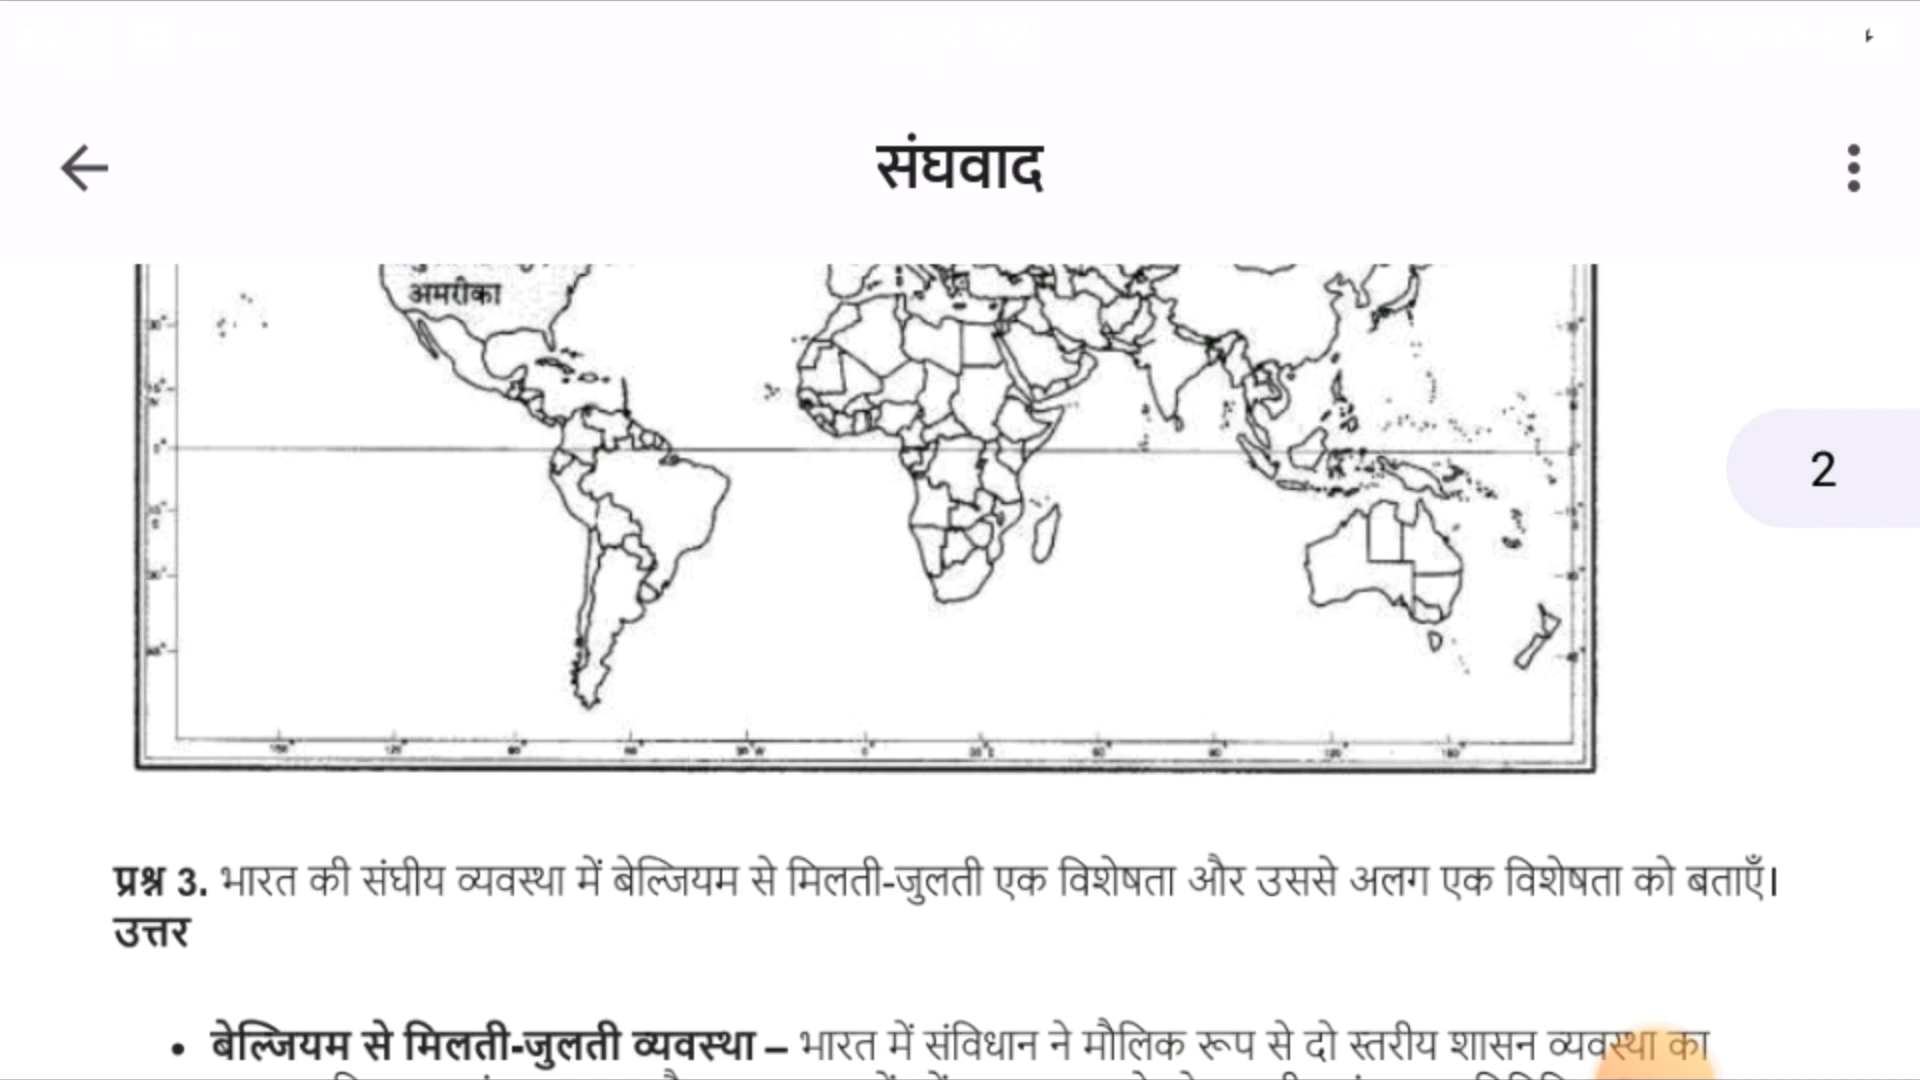 संघवाद
अमरीका
2
प्रश्न 3. भारत की संघीय व्यवस्था में बेल्जियम से मिलती-जुलती एक विशेषता और उससे अलग एक विशेषता को बताएँ।
उत्तर
• बेल्जियम से मिलती-जुलती व्यवस्था – भारत में संविधान ने मौलिक रूप से दो स्तरीय शासन व्यवस्था का